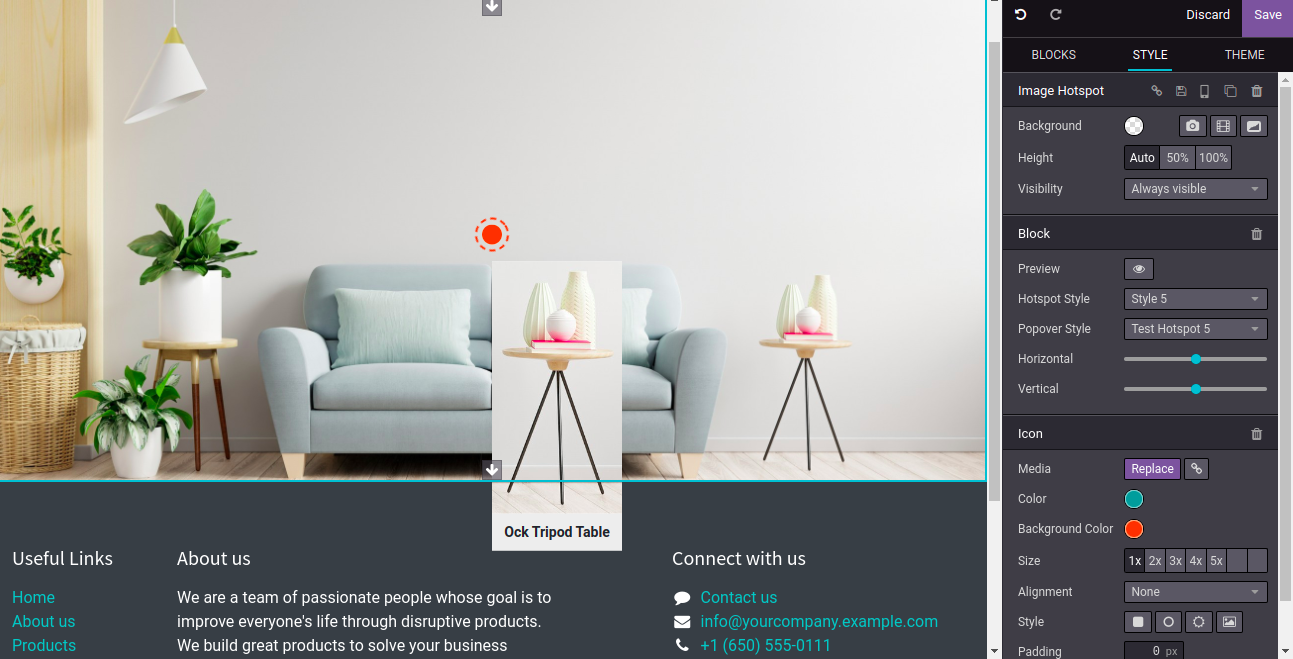 Discard Save
BLOCKS STYLE THEME
Image Hotspot
Background
Height Auto 50% 100%
Visibility Always visible
Block
Preview
Hotspot Style Style 5
Popover Style Test Hotspot 5
Horizontal
Vertical
Icon
Media Replace
Color
Background Color
Size 1x 2x 3x 4x 5x
Alignment None
Style
Padding 0 px
Ock Tripod Table
Useful Links
Home
About us
Products
About us
We are a team of passionate people whose goal is to
improve everyone's life through disruptive products.
We build great products to solve your business
Connect with us
Contact us
info@yourcompany.example.com
+1 (650) 555-0111